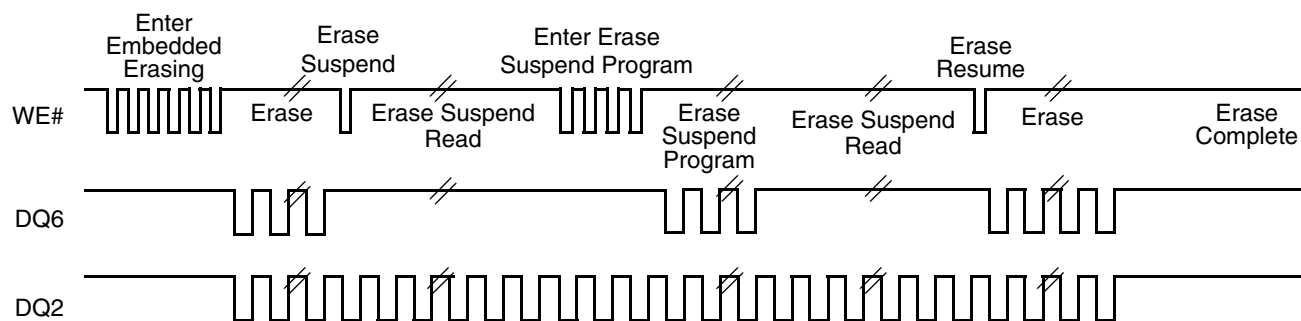 Enter
Embedded
Erasing
Erase
Suspend
Enter Erase
Suspend Program
Erase
Resume
WE#
Erase
Erase Suspend
Read
Erase
Suspend
Program
Erase Suspend
Read
Erase
Erase
Complete
DQ6
DQ2